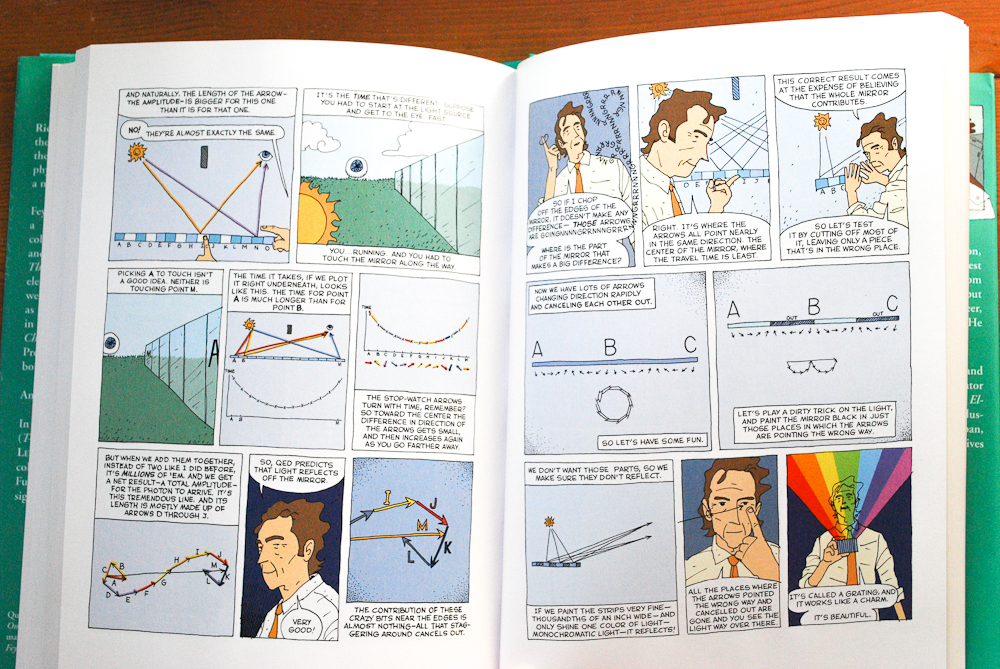 AND NATURALLY, THE LENGTH OF THE ARROW–
THE AMPLITUDE–IS BIGGER FOR THIS ONE
THAN IT IS FOR THAT ONE.
NO! THEY'RE ALMOST EXACTLY THE SAME.
A B C D E F G H
J K L M N O
IT'S THE TIME THAT'S DIFFERENT. SUPPOSE
YOU HAD TO START AT THE LIGHT SOURCE
AND GET TO THE EYE FAST.
YOU... RUNNING. AND YOU HAD TO
TOUCH THE MIRROR ALONG THE WAY.
PICKING A TO TOUCH ISN'T
A GOOD IDEA. NEITHER IS
TOUCHING POINT M.
M
A
THE TIME IT TAKES, IF WE PLOT
IT RIGHT UNDERNEATH, LOOKS
LIKE THIS. THE TIME FOR POINT
A IS MUCH LONGER THAN FOR
POINT B.
A B M
TIME
A B M
TIME
A B C D E F G H I J K L M
THE STOP-WATCH ARROWS
TURN WITH TIME, REMEMBER?
SO TOWARD THE CENTER THE
DIFFERENCE IN DIRECTION OF
THE ARROWS GETS SMALL,
AND THEN INCREASES AGAIN
AS YOU GO FARTHER AWAY.
BUT WHEN WE ADD THEM TOGETHER,
INSTEAD OF TWO LIKE I DID BEFORE,
IT'S MILLIONS OF 'EM. AND WE GET
A NET RESULT–A TOTAL AMPLITUDE–
FOR THE PHOTON TO ARRIVE. IT'S
THIS TREMENDOUS LINE. AND ITS
LENGTH IS MOSTLY MADE UP OF
ARROWS D THROUGH J.
A B C D E F G H I J K L M
SO, QED PREDICTS
THAT LIGHT REFLECTS
OFF THE MIRROR.
VERY
GOOD!
I J M K L
THE CONTRIBUTION OF THESE
CRAZY BITS NEAR THE EDGES IS
ALMOST NOTHING–ALL THAT STAG-
GERING AROUND CANCELS OUT.
SO IF I CHOP
OFF THE EDGES OF THE
MIRROR, IT DOESN'T MAKE ANY
DIFFERENCE– THOSE ARROWS
ARE GOINGNNNNGRRNNNNGRRR
WHERE IS THE PART
OF THE MIRROR THAT
MAKES A BIG DIFFERENCE?
D E F
I J
RIGHT. IT'S WHERE THE
ARROWS ALL POINT NEARLY
IN THE SAME DIRECTION. THE
CENTER OF THE MIRROR, WHERE
THE TRAVEL TIME IS LEAST.
THIS CORRECT RESULT COMES
AT THE EXPENSE OF BELIEVING
THAT THE WHOLE MIRROR
CONTRIBUTES.
A B C
SO LET'S TEST
IT BY CUTTING OFF MOST OF
IT, LEAVING ONLY A PIECE
THAT'S IN THE WRONG PLACE.
NOW WE HAVE LOTS OF ARROWS
CHANGING DIRECTION RAPIDLY
AND CANCELING EACH OTHER OUT.
A B C
SO LET'S HAVE SOME FUN.
A B C
OUT OUT
LET'S PLAY A DIRTY TRICK ON THE LIGHT,
AND PAINT THE MIRROR BLACK IN JUST
THOSE PLACES IN WHICH THE ARROWS
ARE POINTING THE WRONG WAY.
WE DON'T WANT THOSE PARTS, SO WE
MAKE SURE THEY DON'T REFLECT.
IF WE PAINT THE STRIPS VERY FINE–
THOUSANDTHS OF AN INCH WIDE–AND
ONLY SHINE ONE COLOR OF LIGHT–
MONOCHROMATIC LIGHT–IT REFLECTS!
ALL THE PLACES WHERE
THE ARROWS POINTED
THE WRONG WAY AND
CANCELLED OUT ARE
GONE AND YOU SEE THE
LIGHT WAY OVER THERE.
IT'S CALLED A GRATING, AND
IT WORKS LIKE A CHARM.
IT'S BEAUTIFUL.